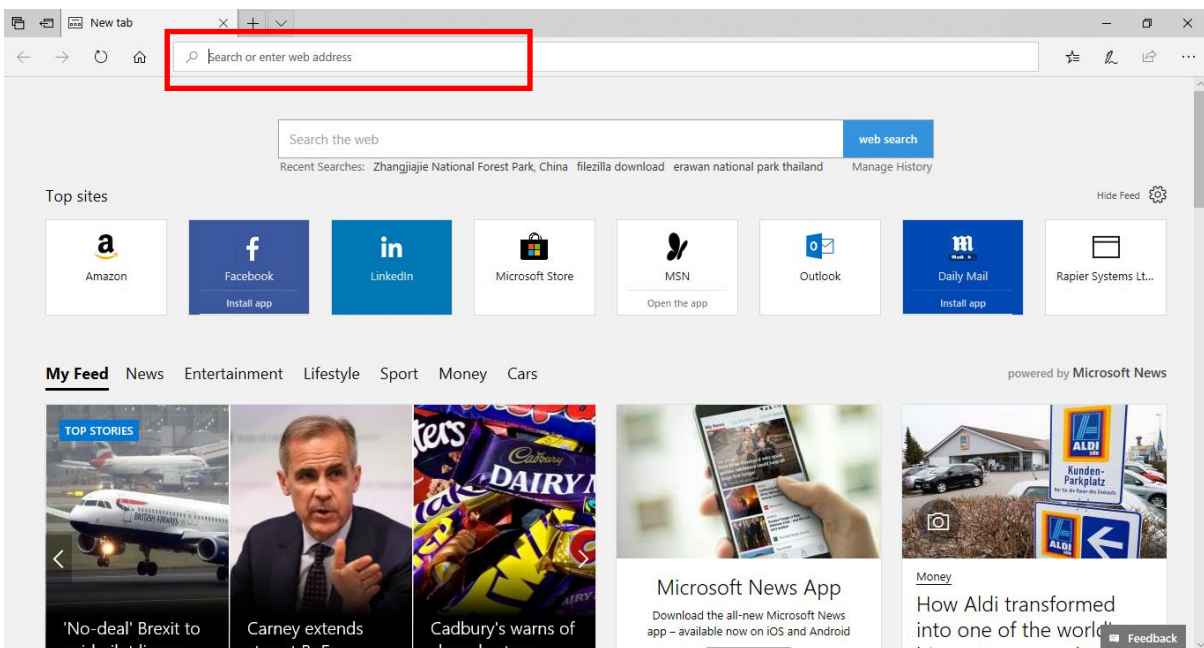 New tab
Search or enter web address
Search the web
web search
Recent Searches: Zhangjiajie National Forest Park, China filezilla download erawan national park thailand Manage History
Top sites
Hide Feed
Amazon
Facebook
Install app
LinkedIn
Microsoft Store
MSN
Open the app
Outlook
Daily Mail
Install app
Rapier Systems Lt...
My Feed News Entertainment Lifestyle Sport Money Cars
powered by Microsoft News
TOP STORIES
BRITISH AIRWAYS
'No-deal' Brexit to
Carney extends
Cadbury
DAIRY
Cadbury's warns of
Microsoft News App
Download the all-new Microsoft News
app – available now on iOS and Android
ALDI
Kunden-
Parkplatz
ALDI
Money
How Aldi transformed
into one of the world
Feedback